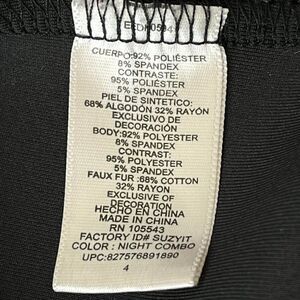 CUERPO:92% POLIÉSTER
8% SPANDEX
CONTRASTE:
95% POLIÉSTER
5% SPANDEX
PIEL DE SINTETICO:
68% ALGODÓN 32% RAYÓN
EXCLUSIVO DE
DECORACIÓN
BODY:92% POLYESTER
8% SPANDEX
CONTRAST:
95% POLYESTER
5% SPANDEX
FAUX FUR :68% COTTON
32% RAYON
EXCLUSIVE OF
DECORATION
HECHO EN CHINA
MADE IN CHINA
RN 105543
FACTORY ID# SUZYIT
COLOR : NIGHT COMBO
UPC:827576891890
4